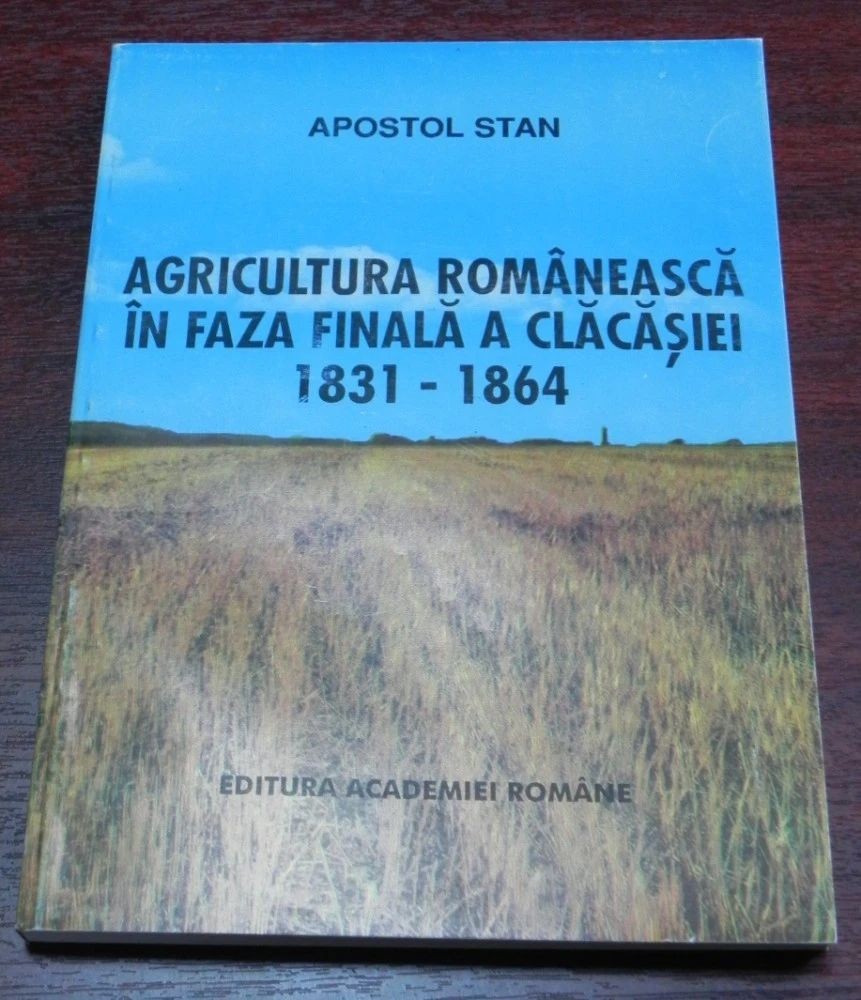 APOSTOL STAN
AGRICULTURA ROMÂNEASCĂ
ÎN FAZA FINALĂ A CLĂCĂȘIEI
1831 - 1864
EDITURA ACADEMIEI ROMÂNE